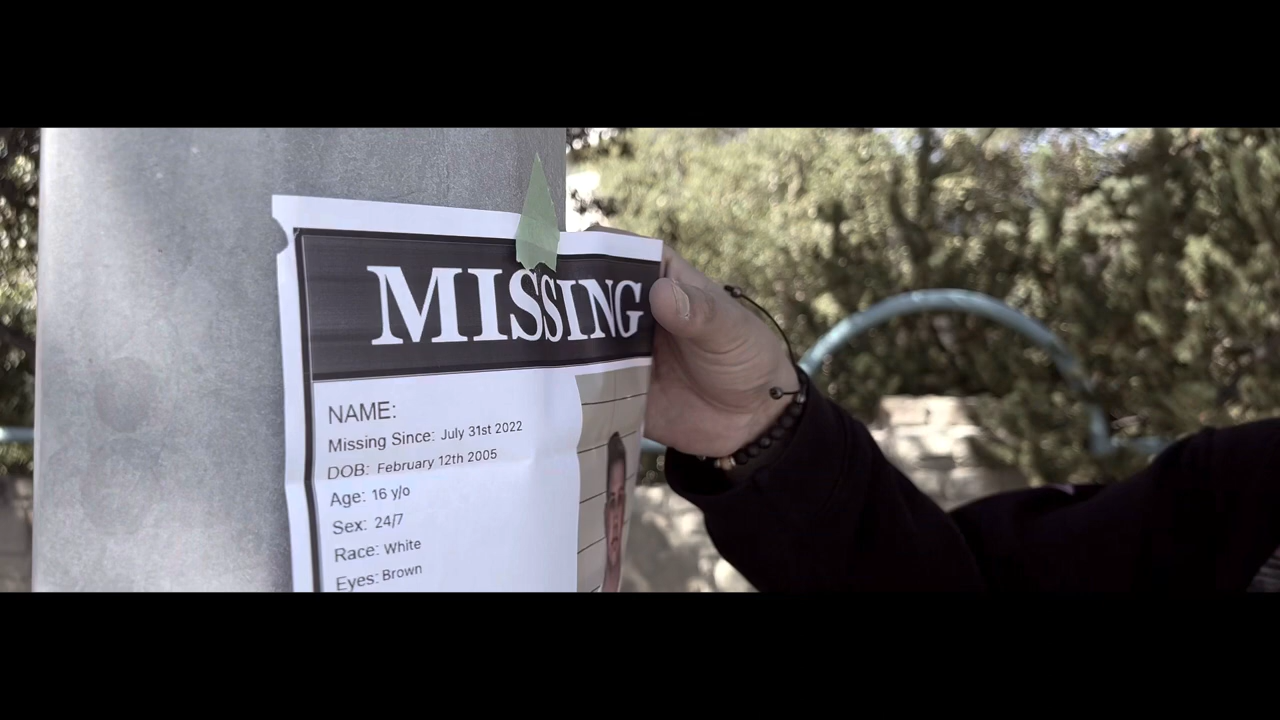 MISSING
NAME:
Missing Since: July 31st 2022
DOB: February 12th 2005
Age: 16 y/o
Sex: 24/7
Race: White
Eyes: Brown